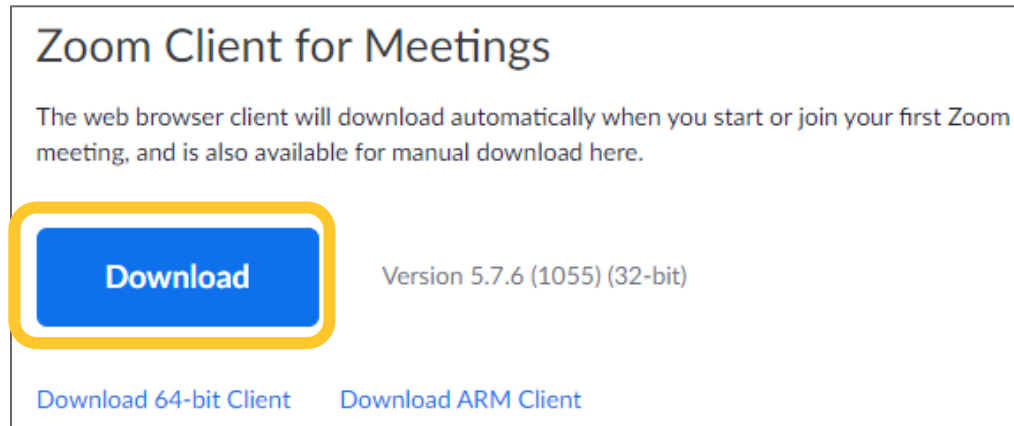 Zoom Client for Meetings
The web browser client will download automatically when you start or join your first Zoom
meeting, and is also available for manual download here.
Download
Version 5.7.6 (1055) (32-bit)
Download 64-bit Client
Download ARM Client